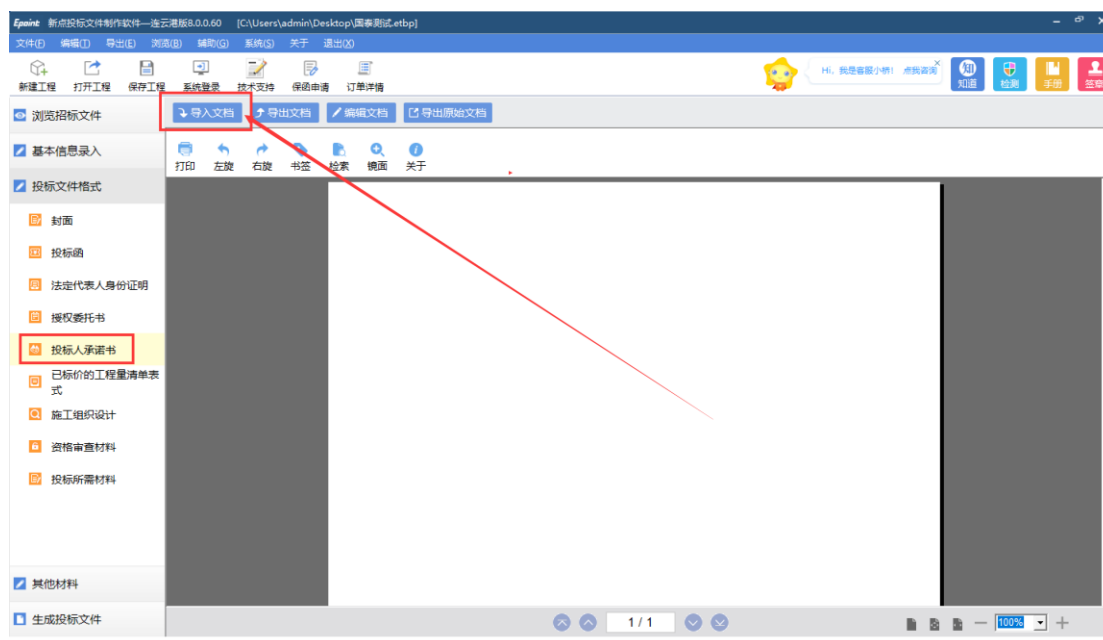 Epoint 新点投标文件制作软件—连云港版8.0.0.60 [C:\Users\admin\Desktop\国泰测试.etbp]
文件(F) 编辑(I) 导出(E) 浏览(B) 辅助(G) 系统(S) 关于 退出(X)
新建工程 打开工程 保存工程 系统登录 技术支持 保函申请 订单详情
Hi，我是客服小桥！ 点我咨询
知 知道 检测 手册 签章
浏览招标文件
导入文档 导出文档 编辑文档 导出原始文档
基本信息录入
打印 左旋 右旋 书签 检索 镜面 关于
投标文件格式
封面
投标函
法定代表人身份证明
授权委托书
投标人承诺书
已标价的工程量清单表
式
施工组织设计
资格审查材料
投标所需材料
其他材料
生成投标文件
1 / 1
100%